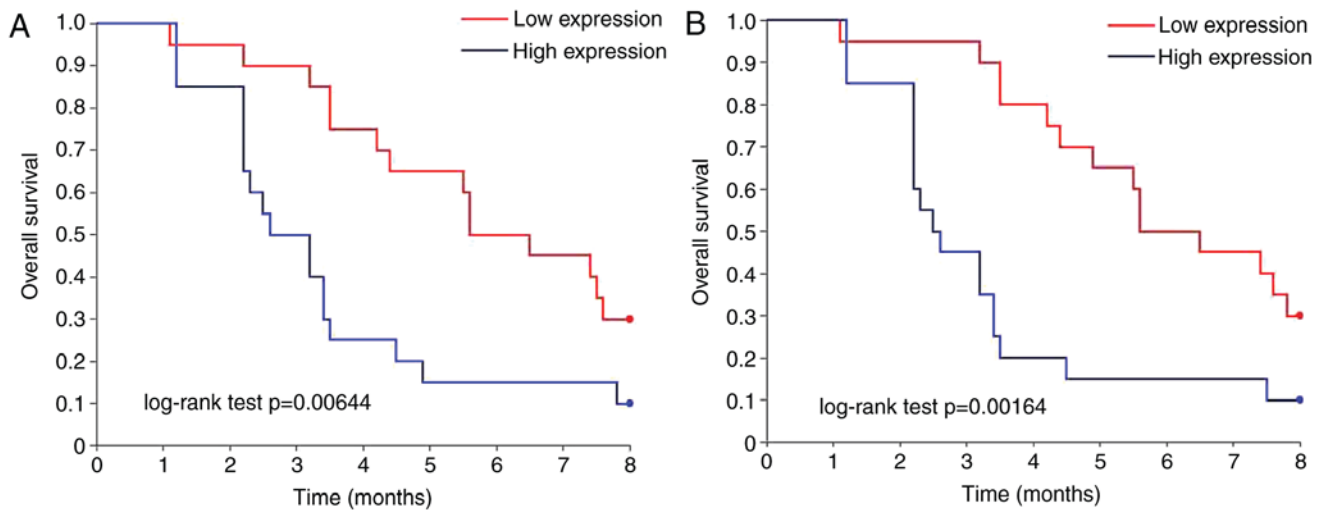 A
Low expression
High expression
1.0
0.9
0.8
0.7
0.6
0.5
0.4
0.3
0.2
0.1
0
Overall survival
log-rank test p=0.00644
0 1 2 3 4 5 6 7 8
Time (months)
B
Low expression
High expression
1.0
0.9
0.8
0.7
0.6
0.5
0.4
0.3
0.2
0.1
0
Overall survival
log-rank test p=0.00164
0 1 2 3 4 5 6 7 8
Time (months)